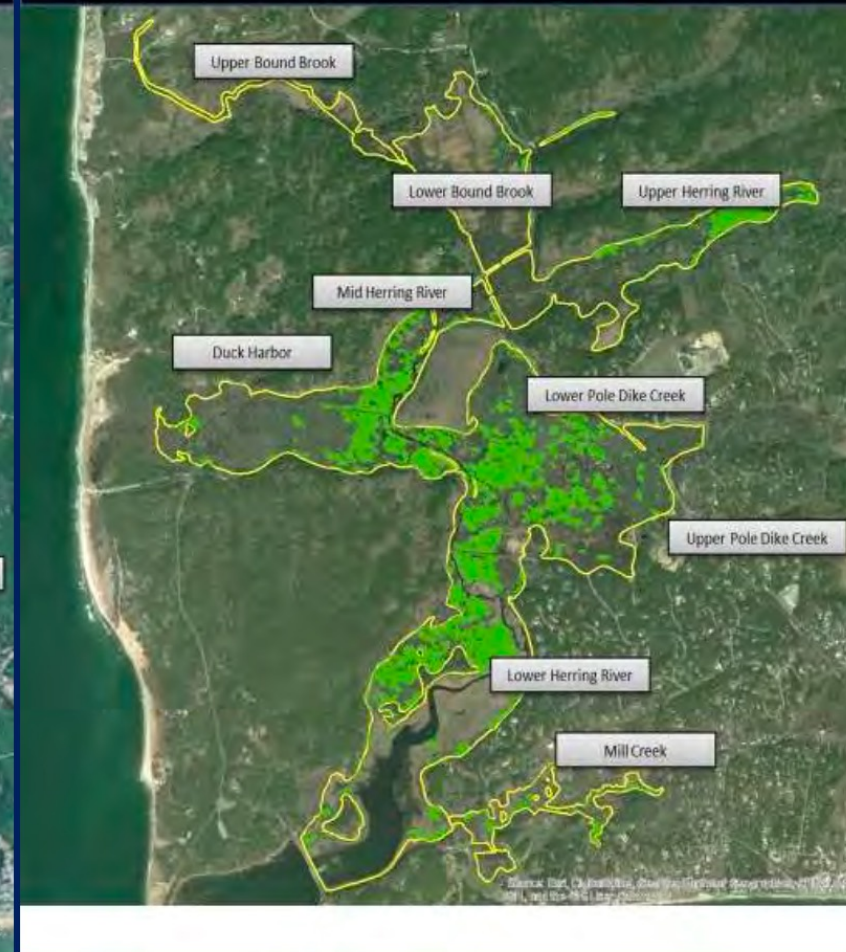 Upper Bound Brook
Lower Bound Brook
Upper Herring River
Mid Herring River
Duck Harbor
Lower Pole Dike Creek
Upper Pole Dike Creek
Lower Herring River
Mill Creek